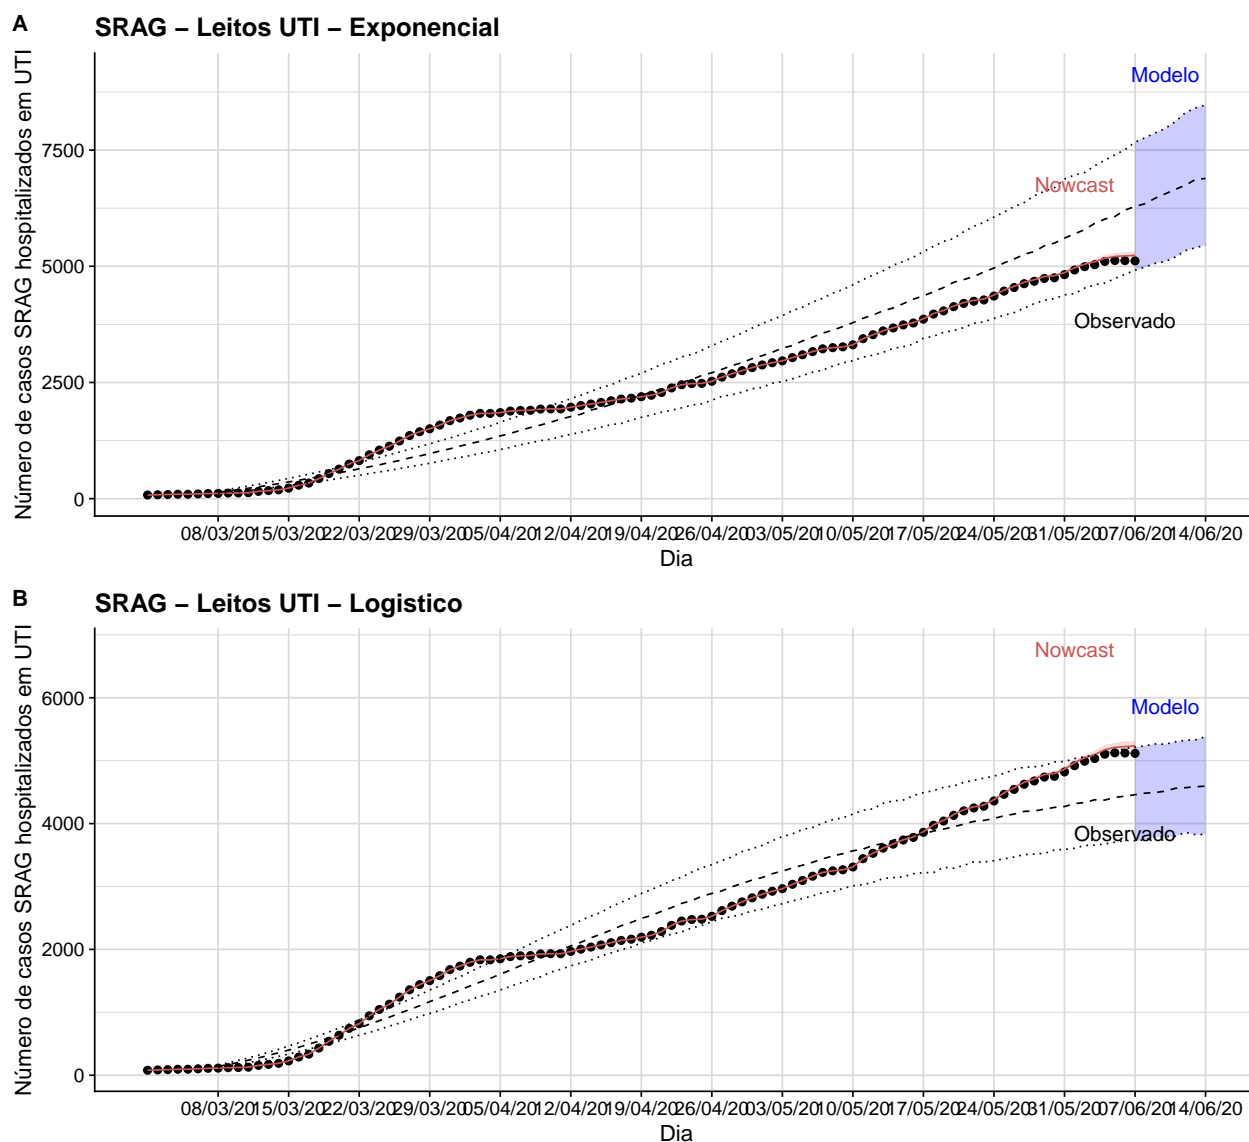 A
SRAG – Leitos UTI – Exponencial
Número de casos SRAG hospitalizados em UTI
Modelo
7500
Nowcast
5000
Observado
2500
0
08/03/20 15/03/20 22/03/20 29/03/20 05/04/20 12/04/20 19/04/20 26/04/20 03/05/20 10/05/20 17/05/20 24/05/20 31/05/20 07/06/20 14/06/20
Dia
B
SRAG – Leitos UTI – Logistico
Número de casos SRAG hospitalizados em UTI
Nowcast
6000
Modelo
4000
Observado
2000
0
08/03/20 15/03/20 22/03/20 29/03/20 05/04/20 12/04/20 19/04/20 26/04/20 03/05/20 10/05/20 17/05/20 24/05/20 31/05/20 07/06/20 14/06/20
Dia